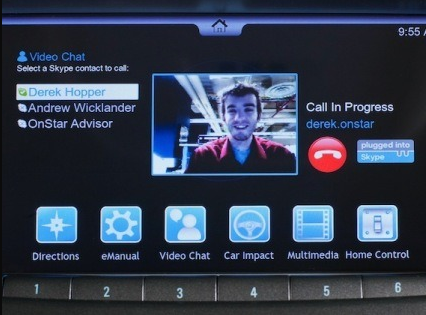 9:55
Video Chat
Select a Skype contact to call:
Derek Hopper
Andrew Wicklander
OnStar Advisor
Call In Progress
derek.onstar
plugged into
Skype
Directions
eManual
Video Chat
Car Impact
Multimedia
Home Control
1
2
3
4
5
6